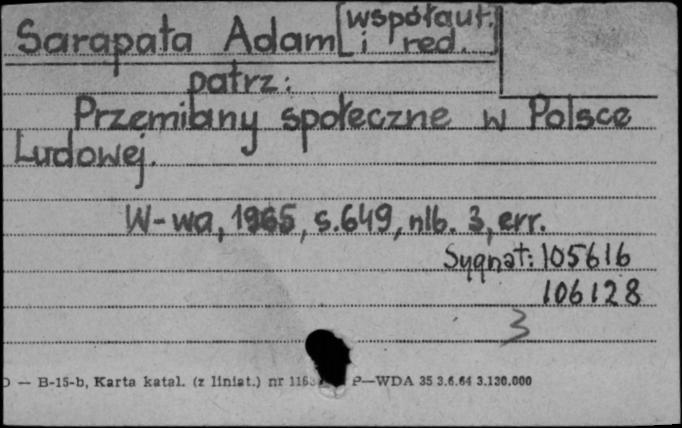 Sarapata Adam [współaut. i red.]
patrz:
Przemiany społeczne w Polsce
Ludowej.
W-wa, 1965, s. 649, nlb. 3, err.
Sygnat: 105616
106128
3
— B-15-b, Karta katal. (z liniat.) nr P—WDA 35 3.6.64 3.130.000